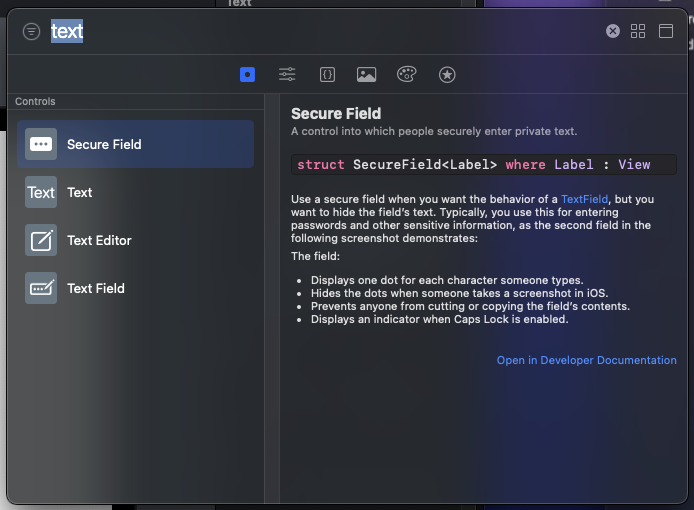 Text
text
Controls
Secure Field
Text
Text
Text Editor
Text Field
Secure Field
A control into which people securely enter private text.
struct SecureField<Label> where Label : View
Use a secure field when you want the behavior of a TextField, but you
want to hide the field's text. Typically, you use this for entering
passwords and other sensitive information, as the second field in the
following screenshot demonstrates:
The field:
• Displays one dot for each character someone types.
• Hides the dots when someone takes a screenshot in iOS.
• Prevents anyone from cutting or copying the field's contents.
• Displays an indicator when Caps Lock is enabled.
Open in Developer Documentation